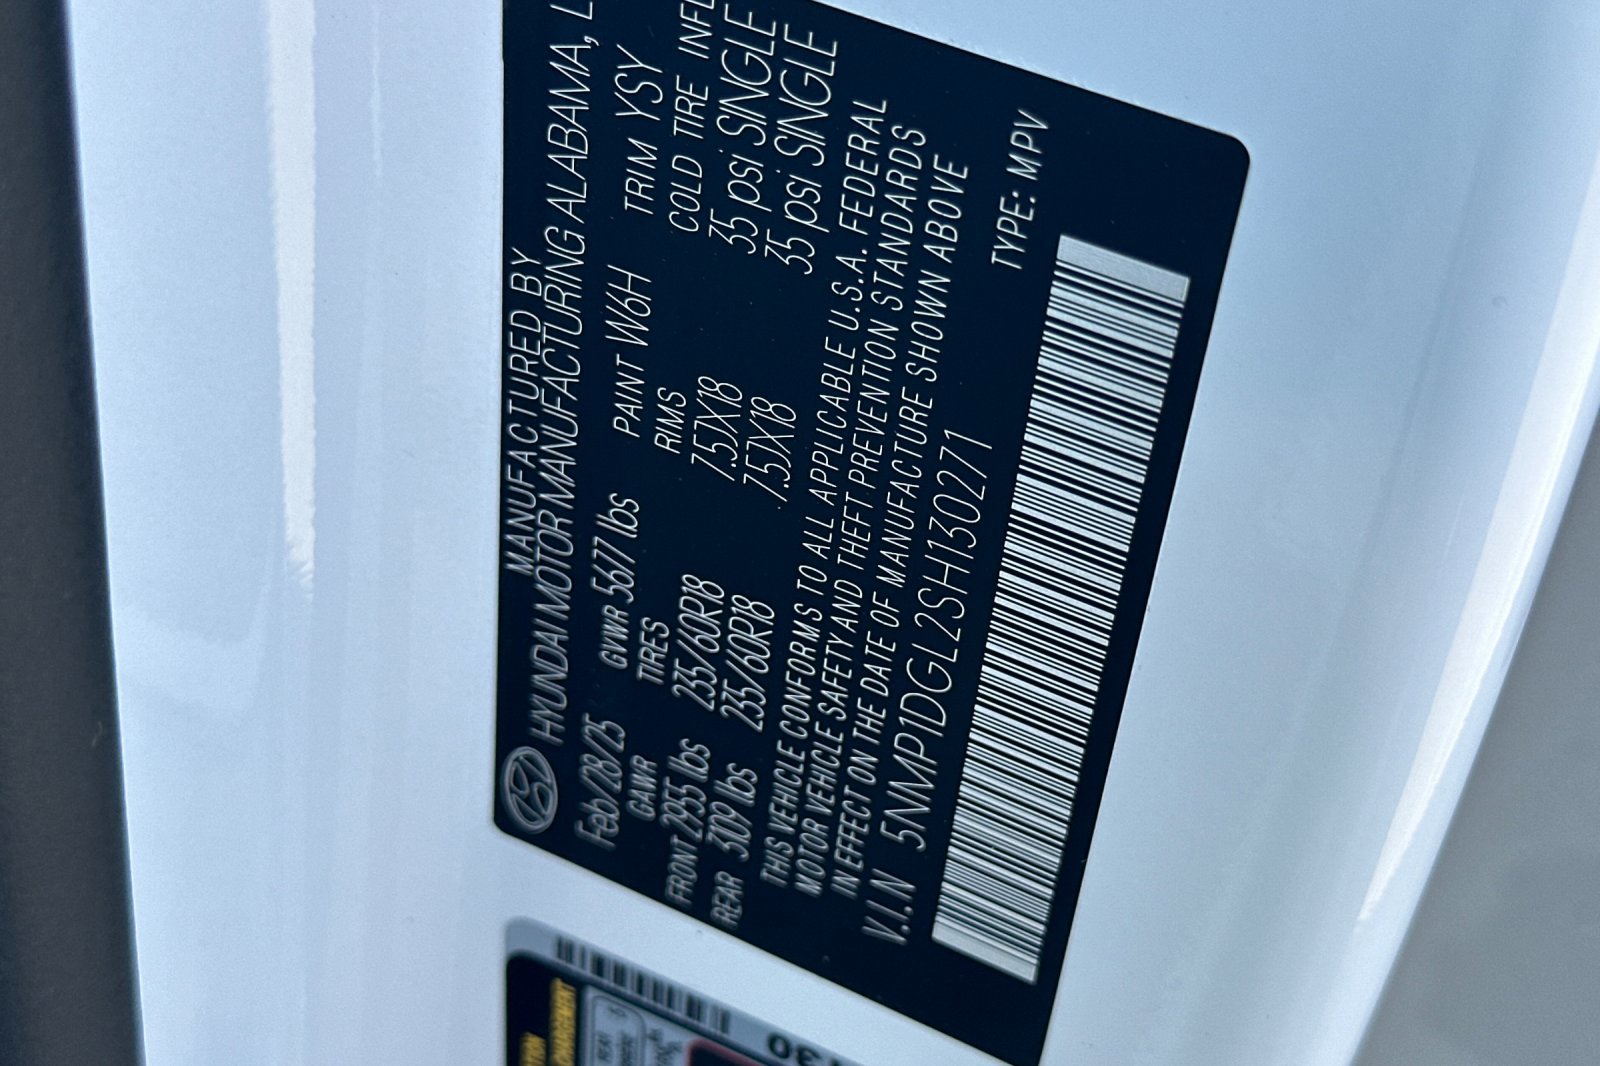 MANUFACTURED BY
HYUNDAI MOTOR MANUFACTURING ALABAMA, L
Feb/28/25 GVWR 5677 lbs PAINT W6H TRIM YSY
GAWR TIRES RIMS COLD TIRE INFL
FRONT 2955 lbs 235/60R18 7.5JX18 35 psi SINGLE
REAR 3109 lbs 235/60R18 7.5JX18 35 psi SINGLE
THIS VEHICLE CONFORMS TO ALL APPLICABLE U.S.A. FEDERAL
MOTOR VEHICLE SAFETY AND THEFT PREVENTION STANDARDS
IN EFFECT ON THE DATE OF MANUFACTURE SHOWN ABOVE
V.I.N 5NMP1DGL2SH130271 TYPE: MPV
130